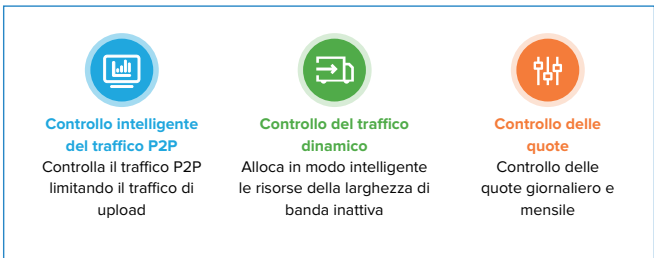 Controllo intelligente
del traffico P2P
Controlla il traffico P2P
limitando il traffico di
upload
Controllo del traffico
dinamico
Alloca in modo intelligente
le risorse della larghezza di
banda inattiva
Controllo delle
quote
Controllo delle
quote giornaliero e
mensile